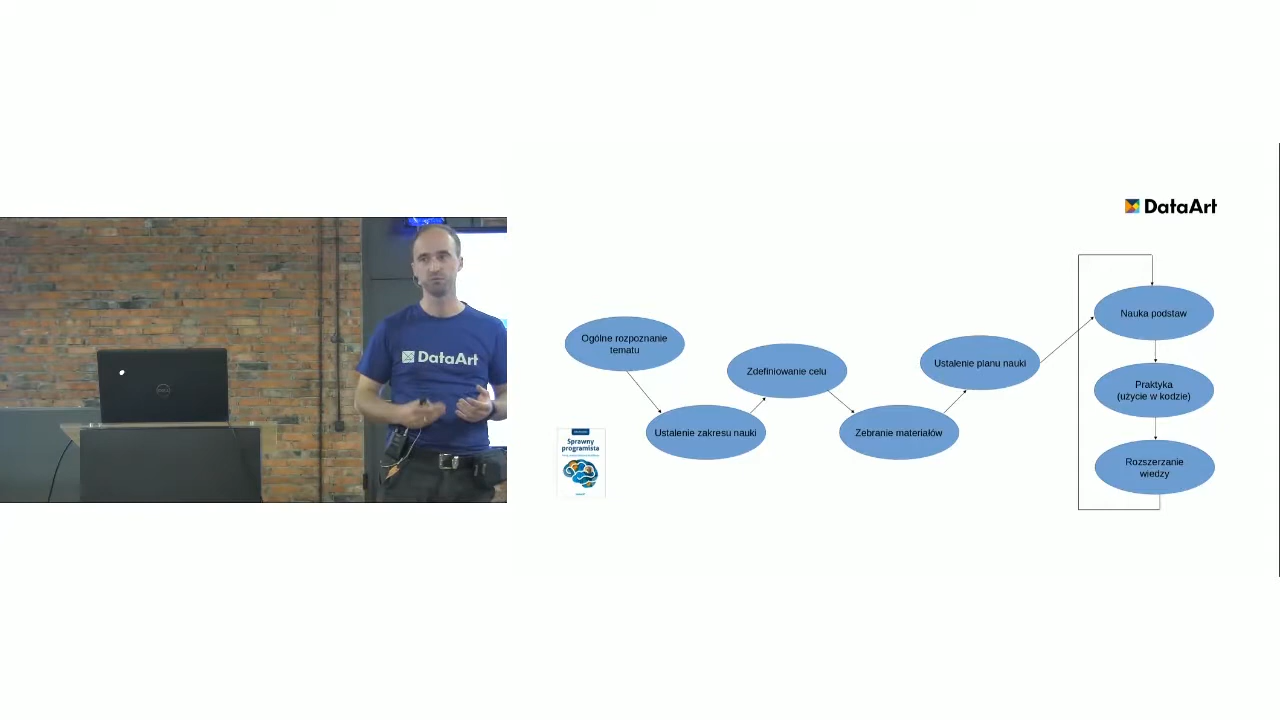 DataArt
DataArt
Ogólne rozpoznanie
tematu
Ustalenie zakresu nauki
Zdefiniowanie celu
Zebranie materiałów
Ustalenie planu nauki
Nauka podstaw
Praktyka
(użycie w kodzie)
Rozszerzanie
wiedzy
Sprawny
programista
DELL